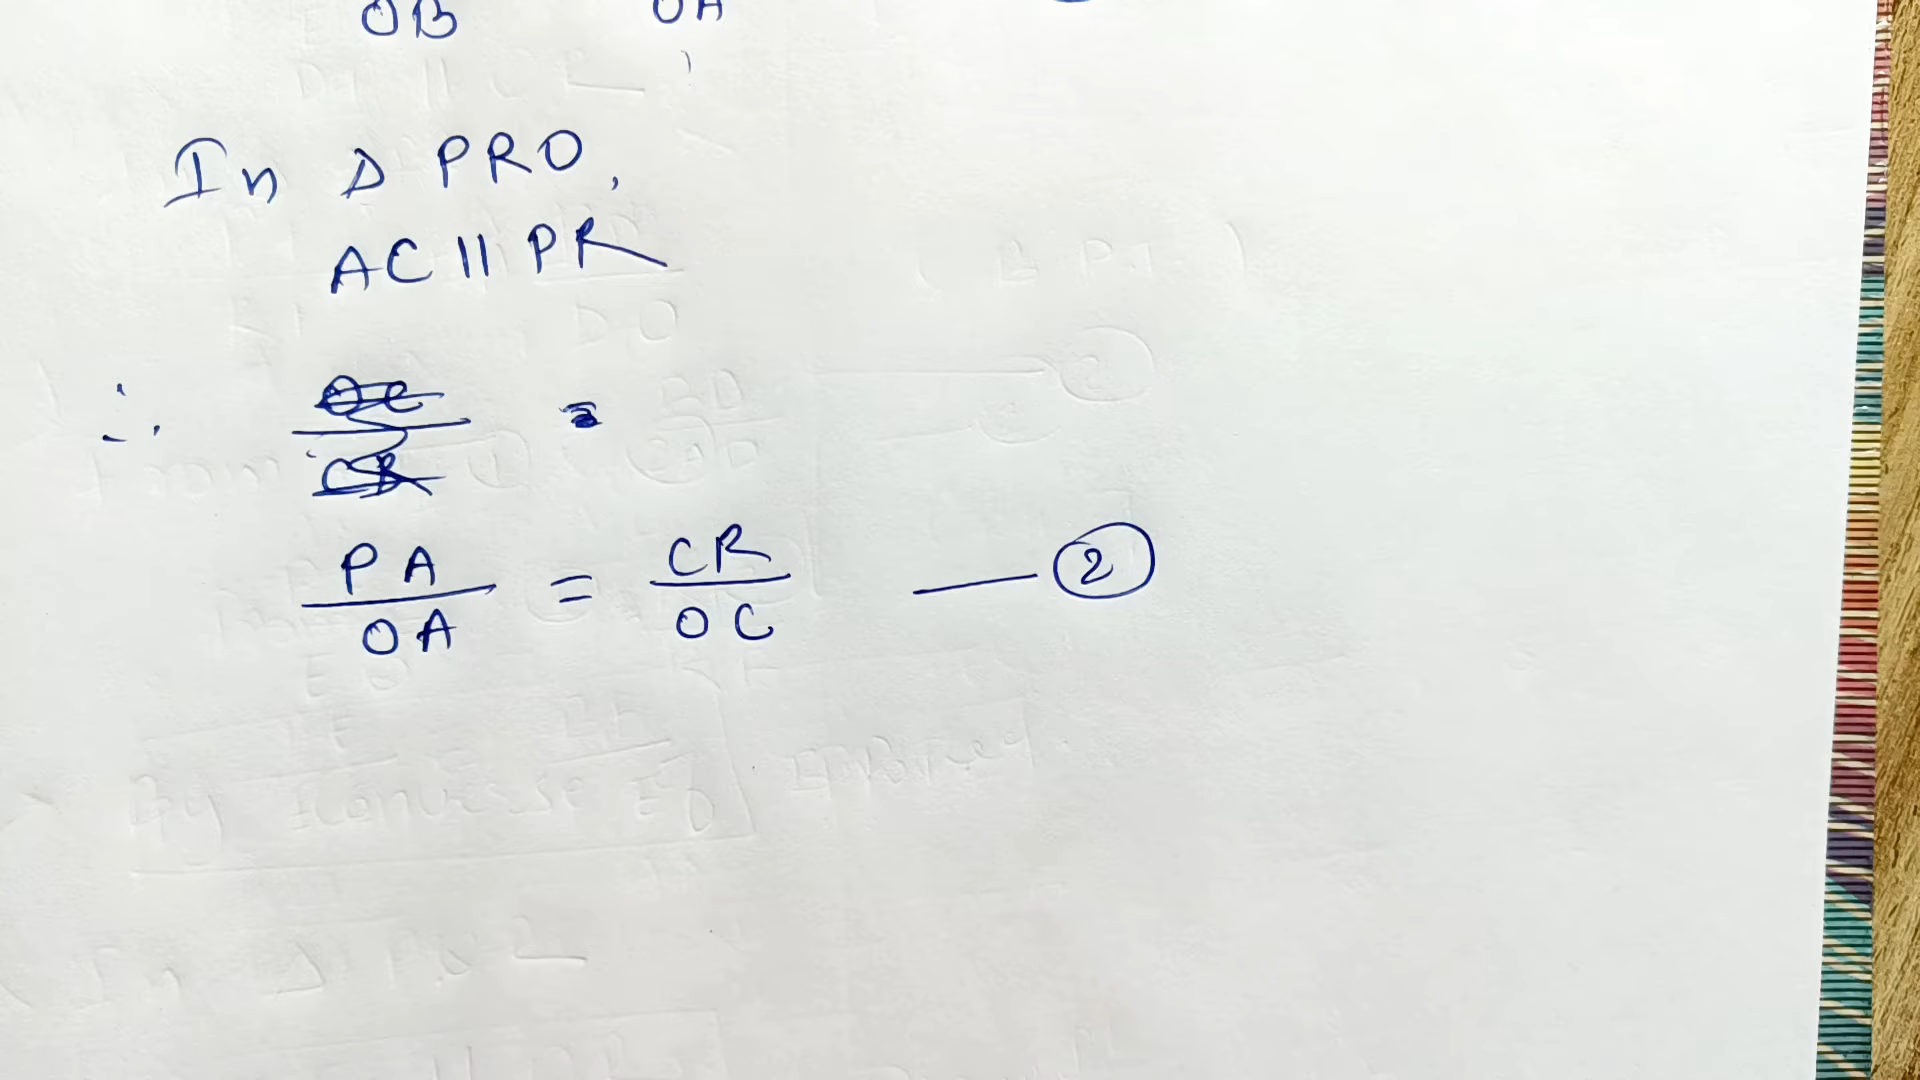 OB OA
In Δ PRO,
AC || PR
∴ =
PA/OA = CR/OC — ②